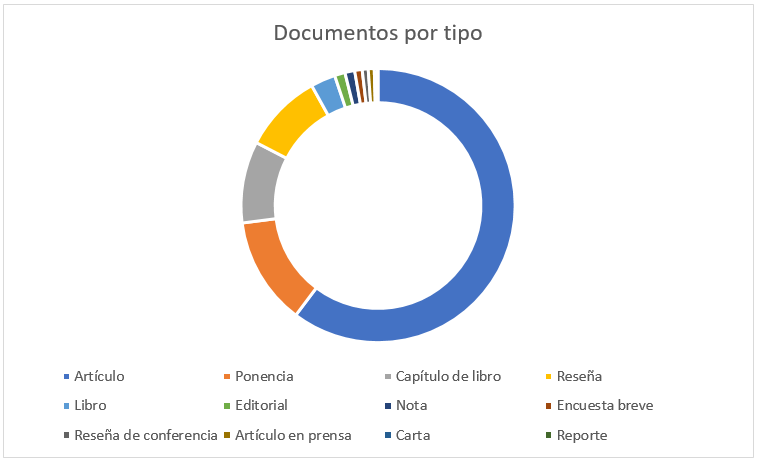 Documentos por tipo
Artículo Ponencia Capítulo de libro Reseña
Libro Editorial Nota Encuesta breve
Reseña de conferencia Artículo en prensa Carta Reporte